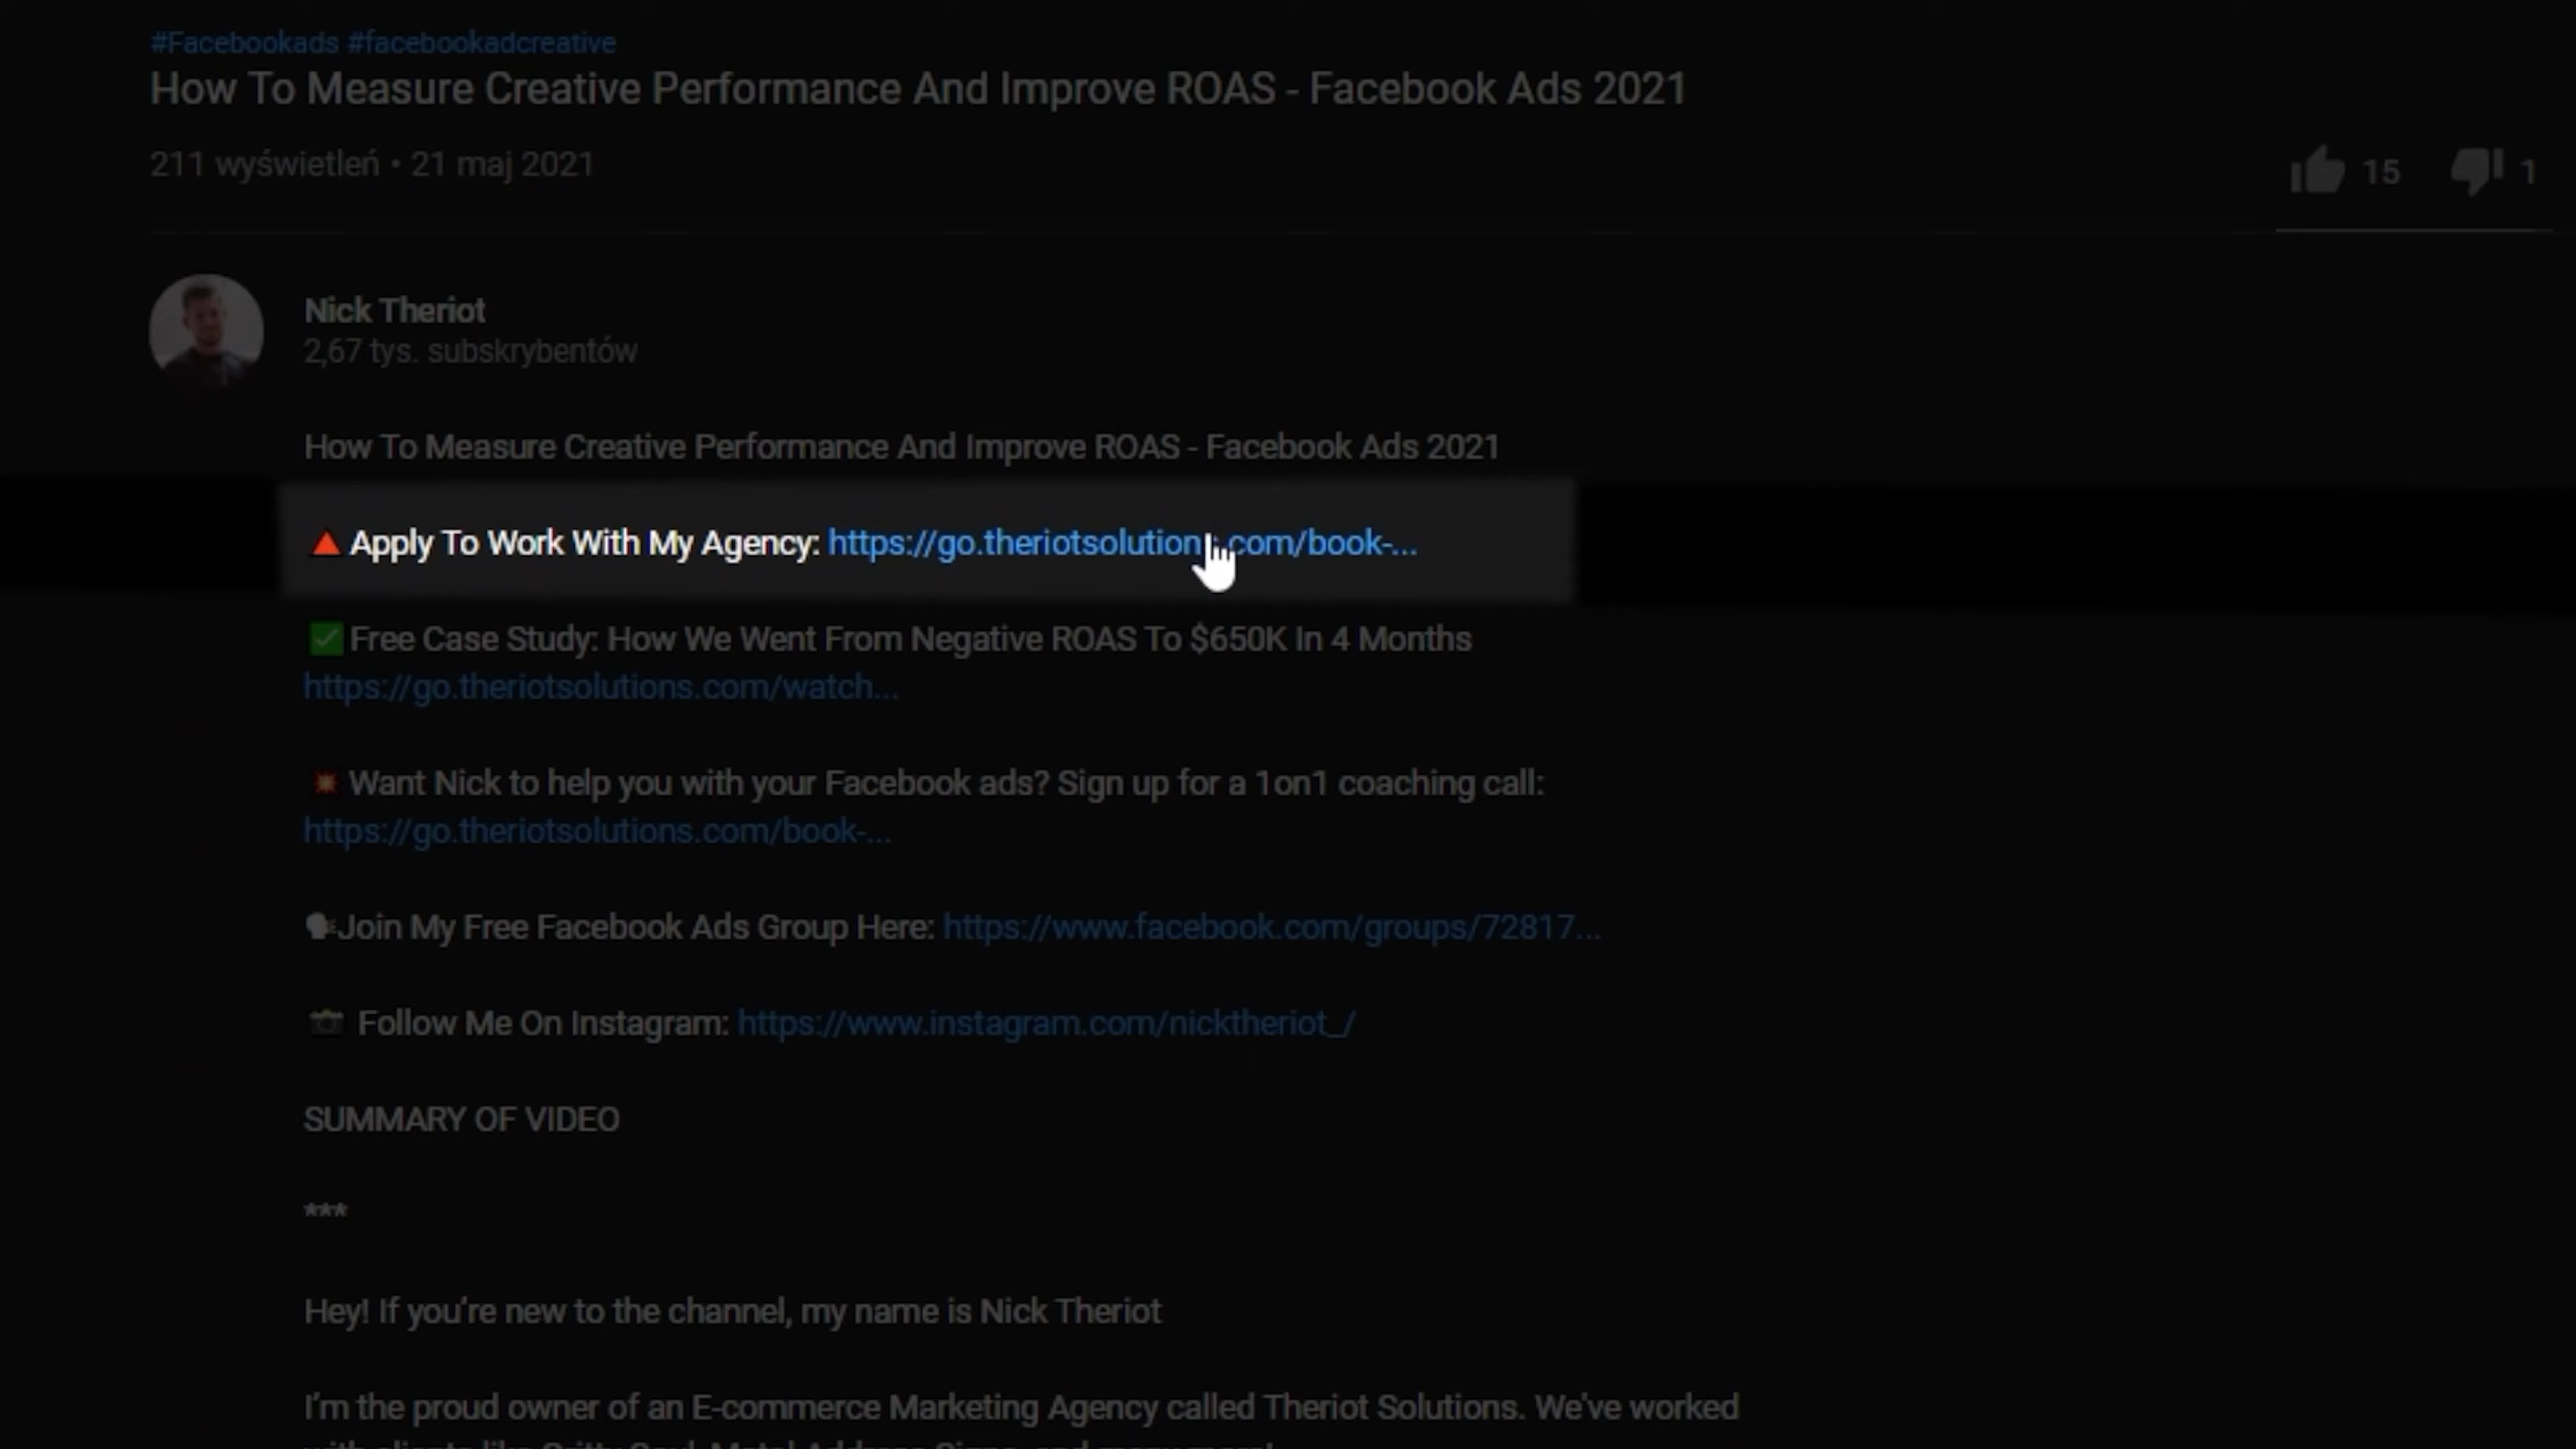 #Facebookads #facebookadcreative
How To Measure Creative Performance And Improve ROAS - Facebook Ads 2021
211 wyświetleń • 21 maj 2021
15 1
Nick Theriot
2,67 tys. subskrybentów
How To Measure Creative Performance And Improve ROAS - Facebook Ads 2021
🔺Apply To Work With My Agency: https://go.theriotsolutions.com/book-...
✅Free Case Study: How We Went From Negative ROAS To $650K In 4 Months
https://go.theriotsolutions.com/watch...
💥Want Nick to help you with your Facebook ads? Sign up for a 1on1 coaching call:
https://go.theriotsolutions.com/book-...
🗣Join My Free Facebook Ads Group Here: https://www.facebook.com/groups/72817...
📷 Follow Me On Instagram: https://www.instagram.com/nicktheriot_/
SUMMARY OF VIDEO
***
Hey! If you're new to the channel, my name is Nick Theriot
I'm the proud owner of an E-commerce Marketing Agency called Theriot Solutions. We've worked